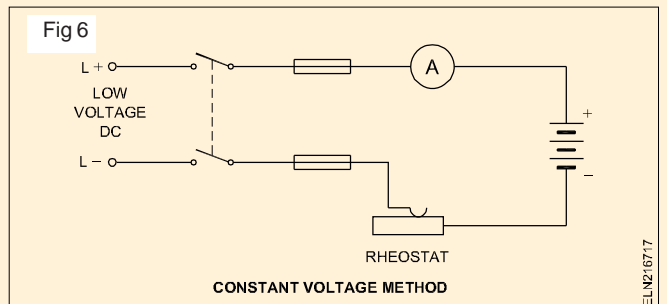 Fig 6
L +
LOW
VOLTAGE
DC
L −
A
+
−
RHEOSTAT
CONSTANT VOLTAGE METHOD
ELN216717